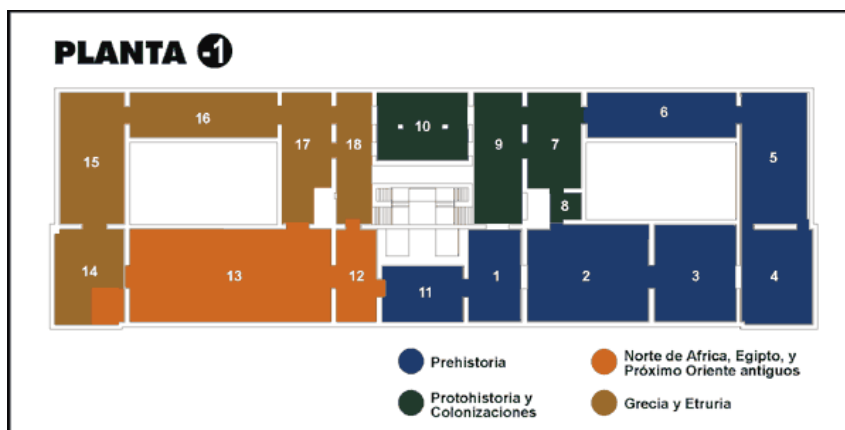 PLANTA -1
16
10
6
17
18
9
7
5
15
8
14
13
12
11
1
2
3
4
Prehistoria
Norte de Africa, Egipto, y
Próximo Oriente antiguos
Protohistoria y
Colonizaciones
Grecia y Etruria